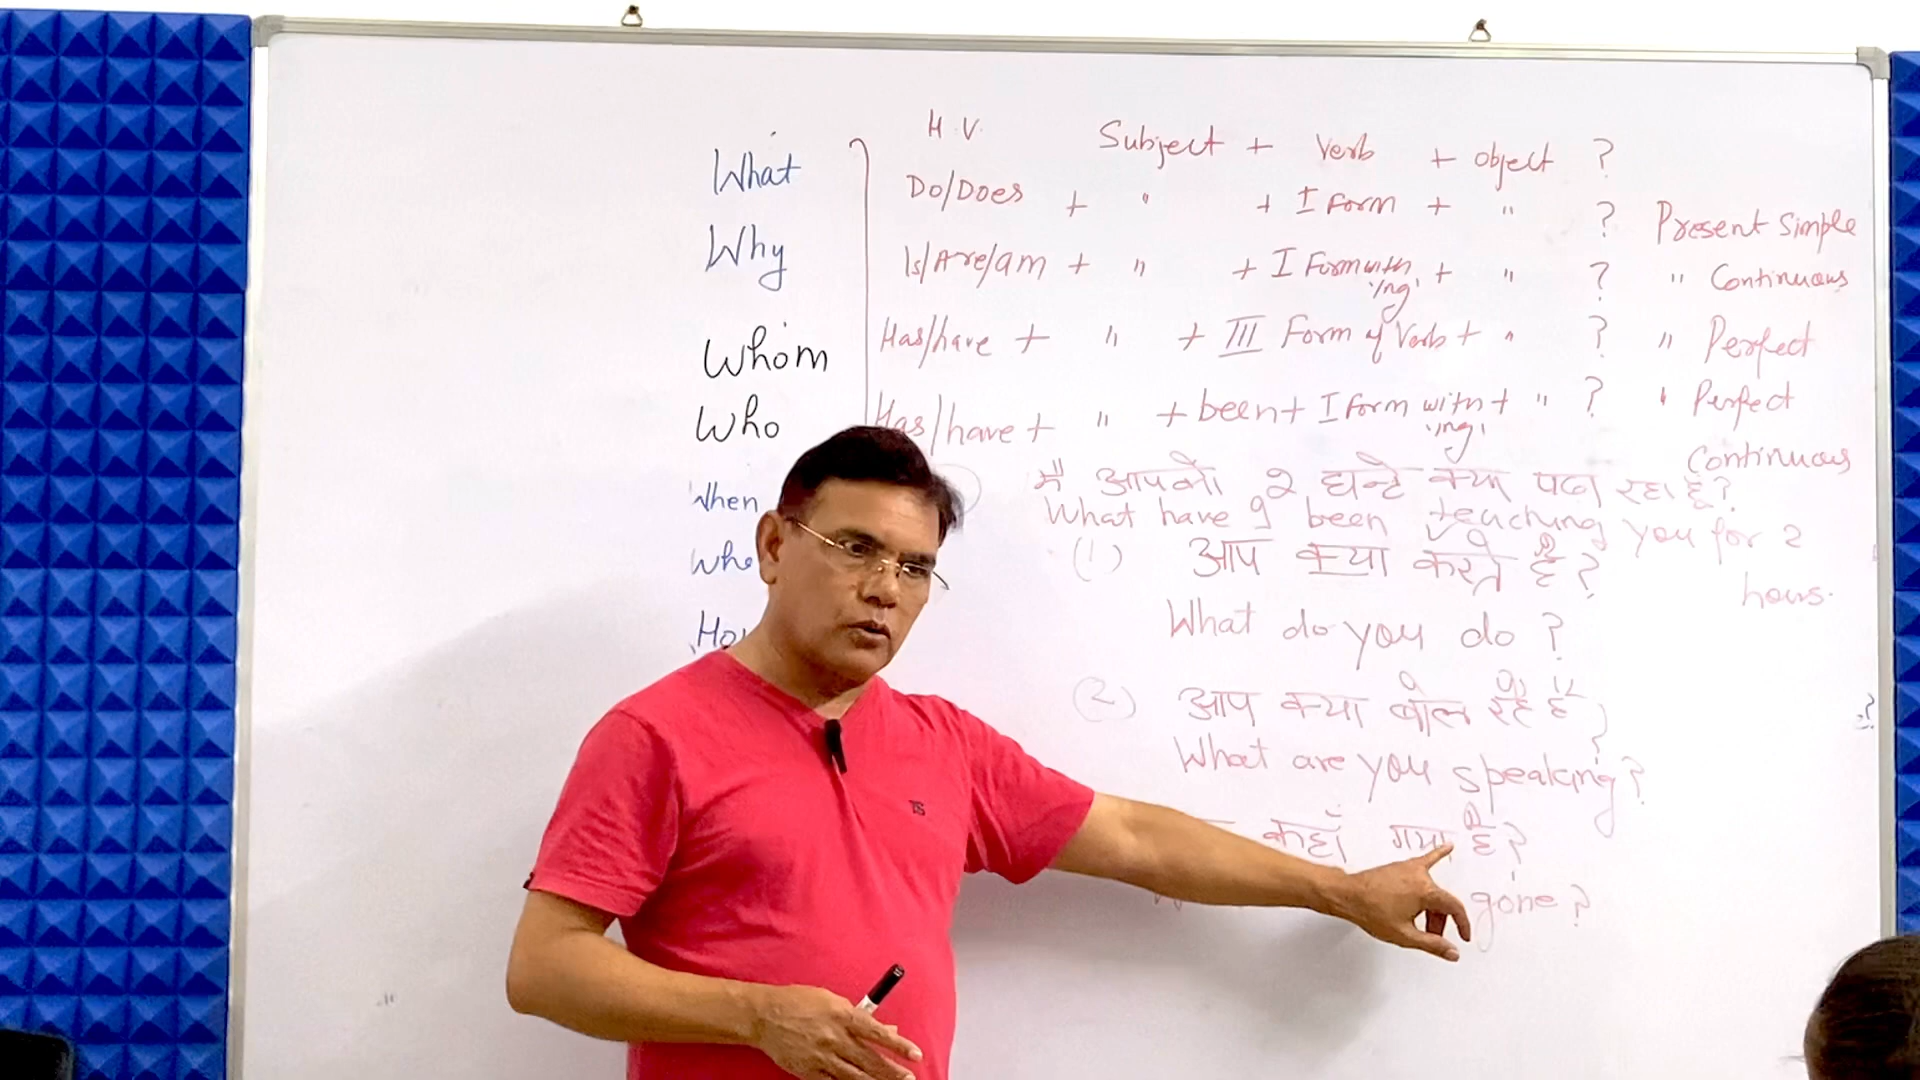 What
Why
Whom
Who
When
Whe
How
H.V. Subject + Verb + object ?
Do/Does + " + I Form + " ? Present Simple
Is/Are/am + " + I Form with 'ing' + " ? " Continuous
Has/have + " + III Form of Verb + " ? " Perfect
Has/have + " + been + I form with 'ing' + " ? " Perfect Continuous
मैं आपको 2 घन्टे क्या पढा रहा हूँ?
What have I been teaching you for 2 hours.
(1) आप क्या करते हैं?
What do you do ?
(2) आप क्या बोल रहे हैं?
What are you speaking?
कहाँ गया है?
gone ?